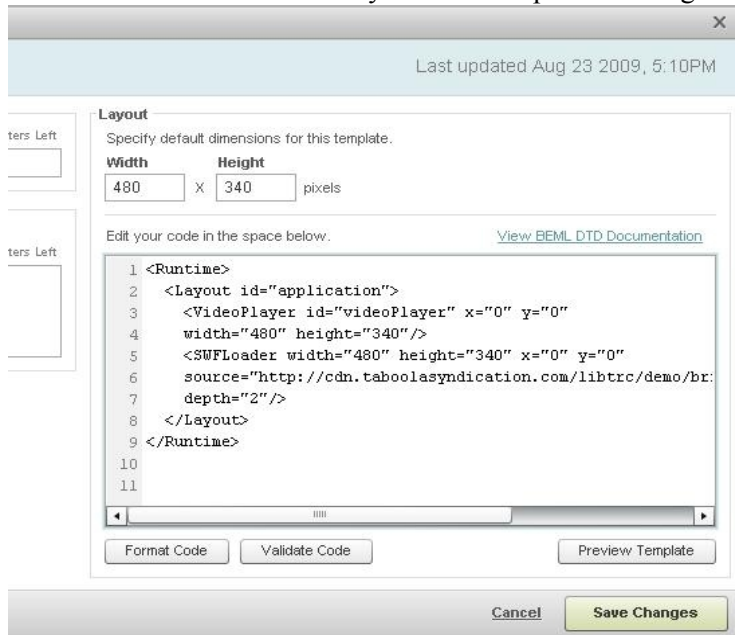 ×
Last updated Aug 23 2009, 5:10PM
ters Left
ters Left
Layout
Specify default dimensions for this template.
Width Height
480 X 340 pixels
Edit your code in the space below. View BEML DTD Documentation
1 <Runtime>
2 <Layout id="application">
3 <VideoPlayer id="videoPlayer" x="0" y="0"
4 width="480" height="340"/>
5 <SWFLoader width="480" height="340" x="0" y="0"
6 source="http://cdn.taboolasyndication.com/libtrc/demo/br
7 depth="2"/>
8 </Layout>
9 </Runtime>
10
11
Format Code Validate Code Preview Template
Cancel Save Changes